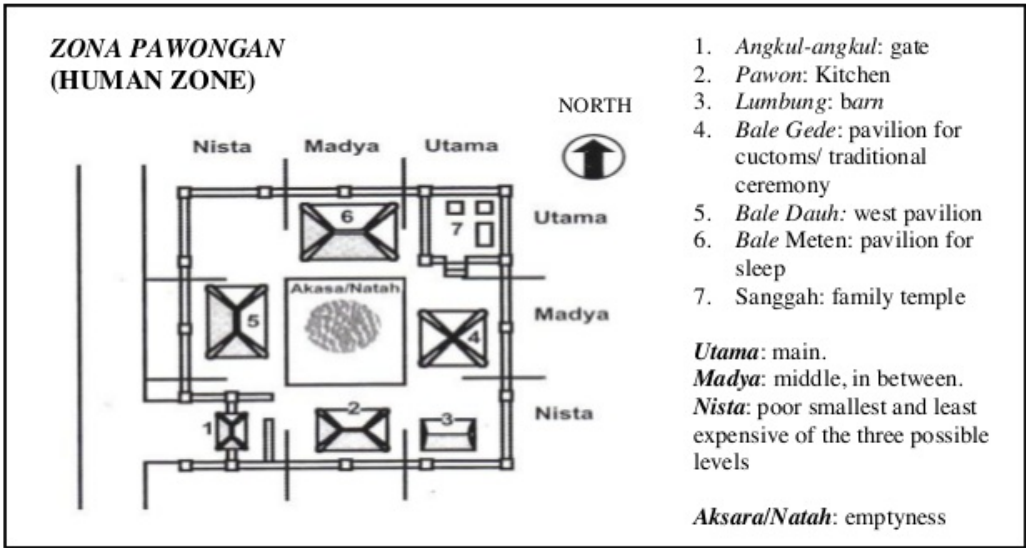 ZONA PAWONGAN
(HUMAN ZONE)
NORTH
Nista Madya Utama
Utama
Madya
Nista
6
7
Akasa/Natah
5
4
2
3
1
1. Angkul-angkul: gate
2. Pawon: Kitchen
3. Lumbung: barn
4. Bale Gede: pavilion for
cuctoms/ traditional
ceremony
5. Bale Dauh: west pavilion
6. Bale Meten: pavilion for
sleep
7. Sanggah: family temple
Utama: main.
Madya: middle, in between.
Nista: poor smallest and least
expensive of the three possible
levels
Aksara/Natah: emptyness